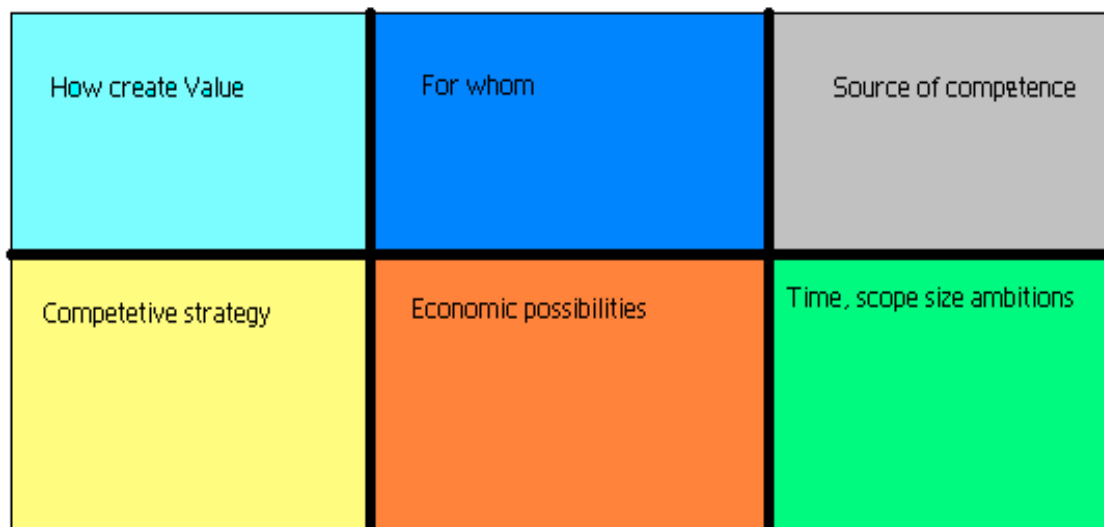 How create Value
For whom
Source of competence
Competetive strategy
Economic possibilities
Time, scope size ambitions